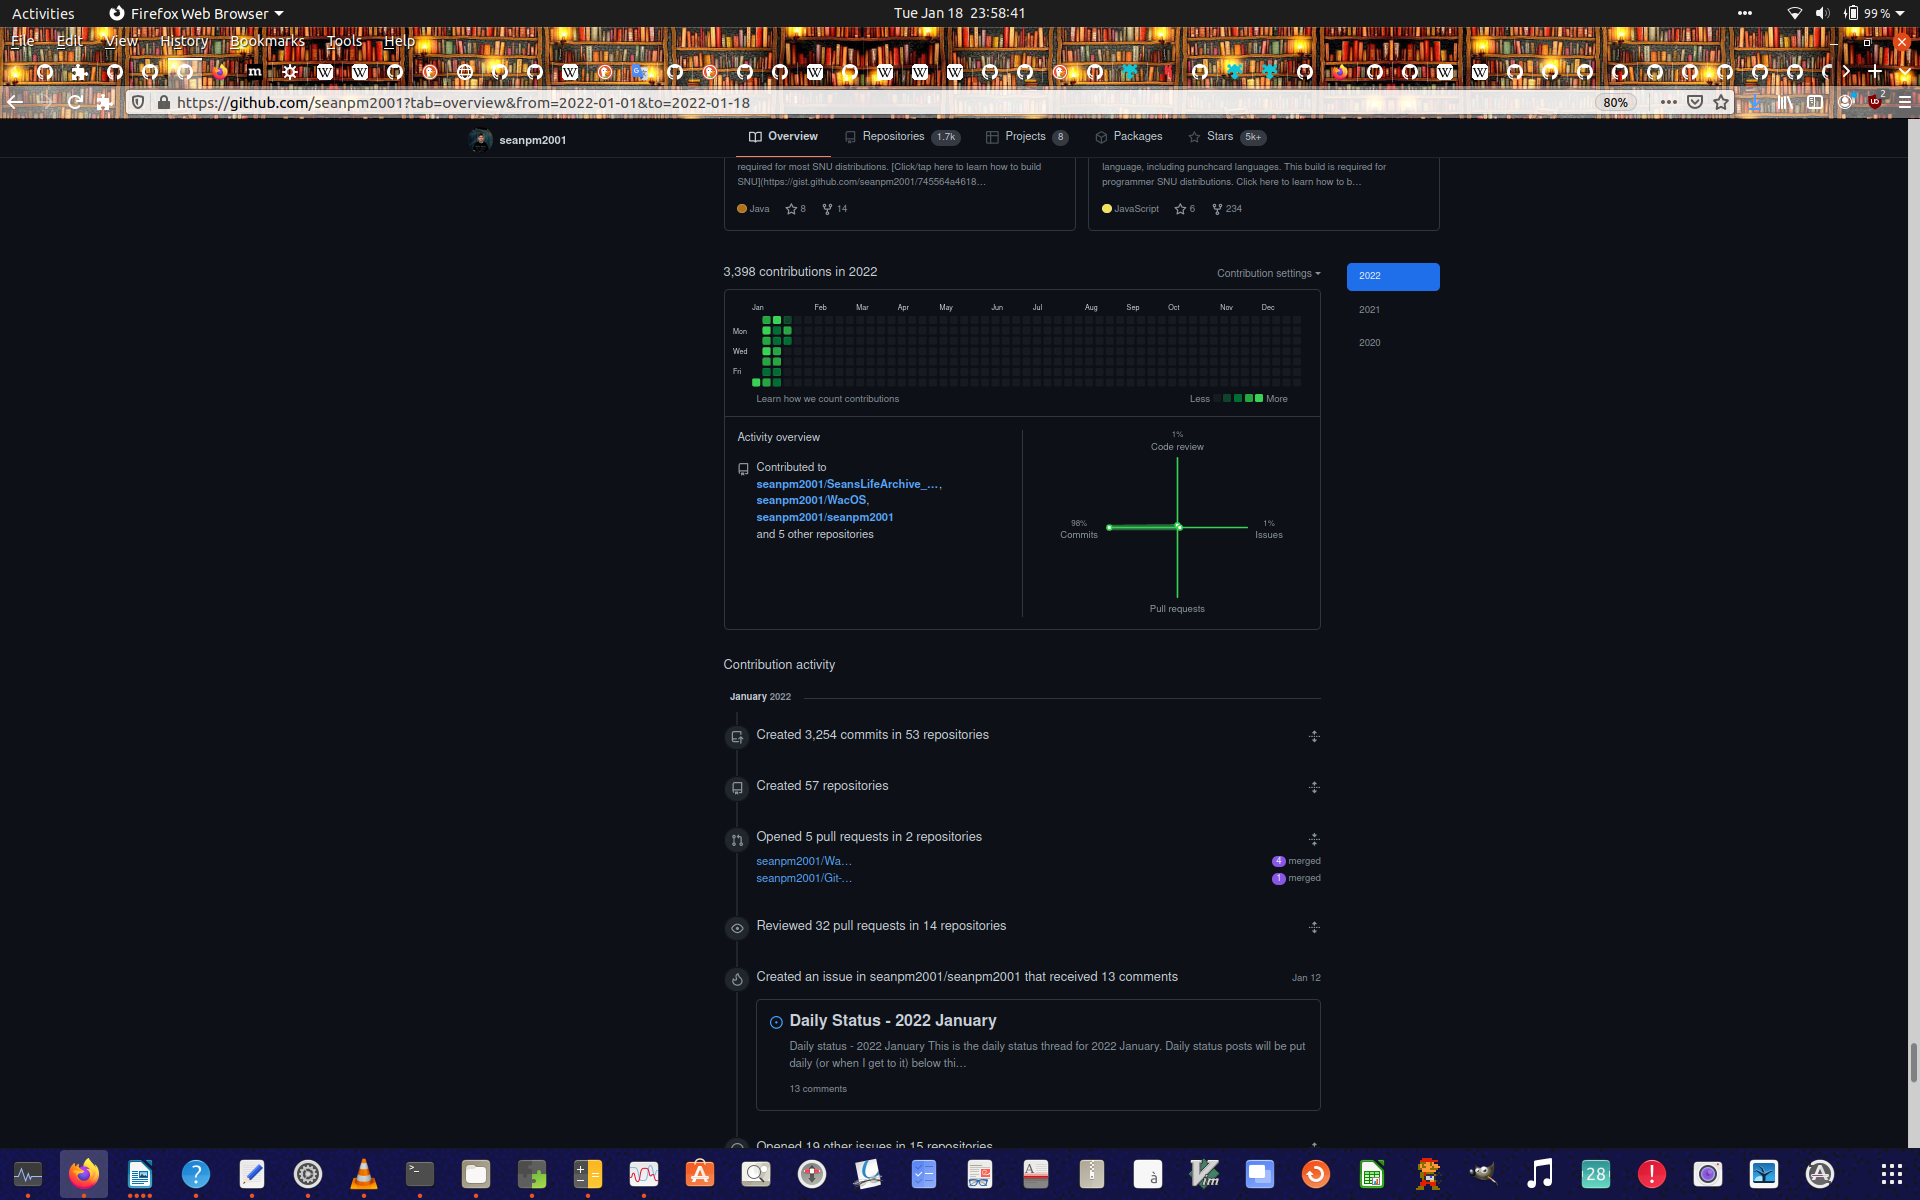 Activities
Firefox Web Browser
Tue Jan 18  23:58:41
99 %
File Edit View History Bookmarks Tools Help
https://github.com/seanpm2001?tab=overview&from=2022-01-01&to=2022-01-18
80%
2
seanpm2001
Overview
Repositories 1.7k
Projects 8
Packages
Stars 5k+
required for most SNU distributions. [Click/tap here to learn how to build
SNU](https://gist.github.com/seanpm2001/745564a4618...
Java 8 14
language, including punchcard languages. This build is required for
programmer SNU distributions. Click here to learn how to b...
JavaScript 6 234
3,398 contributions in 2022
Contribution settings
2022
2021
2020
Jan Feb Mar Apr May Jun Jul Aug Sep Oct Nov Dec
Mon
Wed
Fri
Learn how we count contributions
Less More
Activity overview
Contributed to
seanpm2001/SeansLifeArchive_...,
seanpm2001/WacOS,
seanpm2001/seanpm2001
and 5 other repositories
1%
Code review
98%
Commits
1%
Issues
Pull requests
Contribution activity
January 2022
Created 3,254 commits in 53 repositories
Created 57 repositories
Opened 5 pull requests in 2 repositories
seanpm2001/Wa... 4 merged
seanpm2001/Git-... 1 merged
Reviewed 32 pull requests in 14 repositories
Created an issue in seanpm2001/seanpm2001 that received 13 comments Jan 12
Daily Status - 2022 January
Daily status - 2022 January This is the daily status thread for 2022 January. Daily status posts will be put
daily (or when I get to it) below thi...
13 comments
Opened 19 other issues in 15 repositories
28